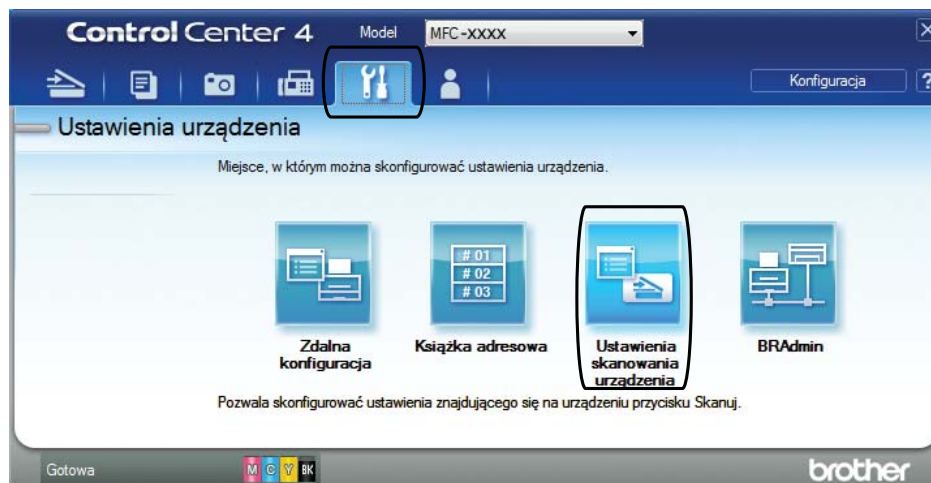 Control Center 4 Model MFC-XXXX
Konfiguracja ?
Ustawienia urządzenia
Miejsce, w którym można skonfigurować ustawienia urządzenia.
# 01
# 02
# 03
Zdalna
konfiguracja
Książka adresowa
Ustawienia
skanowania
urządzenia
BRAdmin
Pozwala skonfigurować ustawienia znajdującego się na urządzeniu przycisku Skanuj.
Gotowa M C Y BK brother